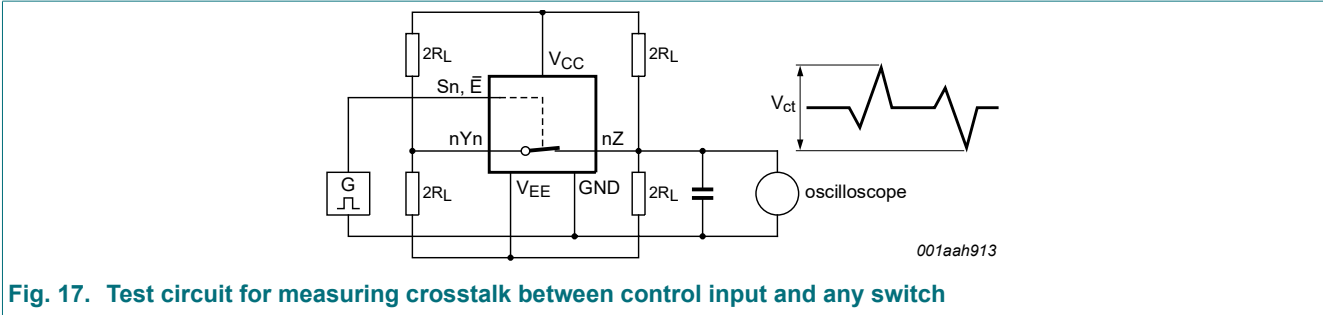 2RL
VCC
2RL
Sn, E̅
Vct
nYn
nZ
G
2RL
VEE
GND
2RL
oscilloscope
001aah913
Fig. 17. Test circuit for measuring crosstalk between control input and any switch